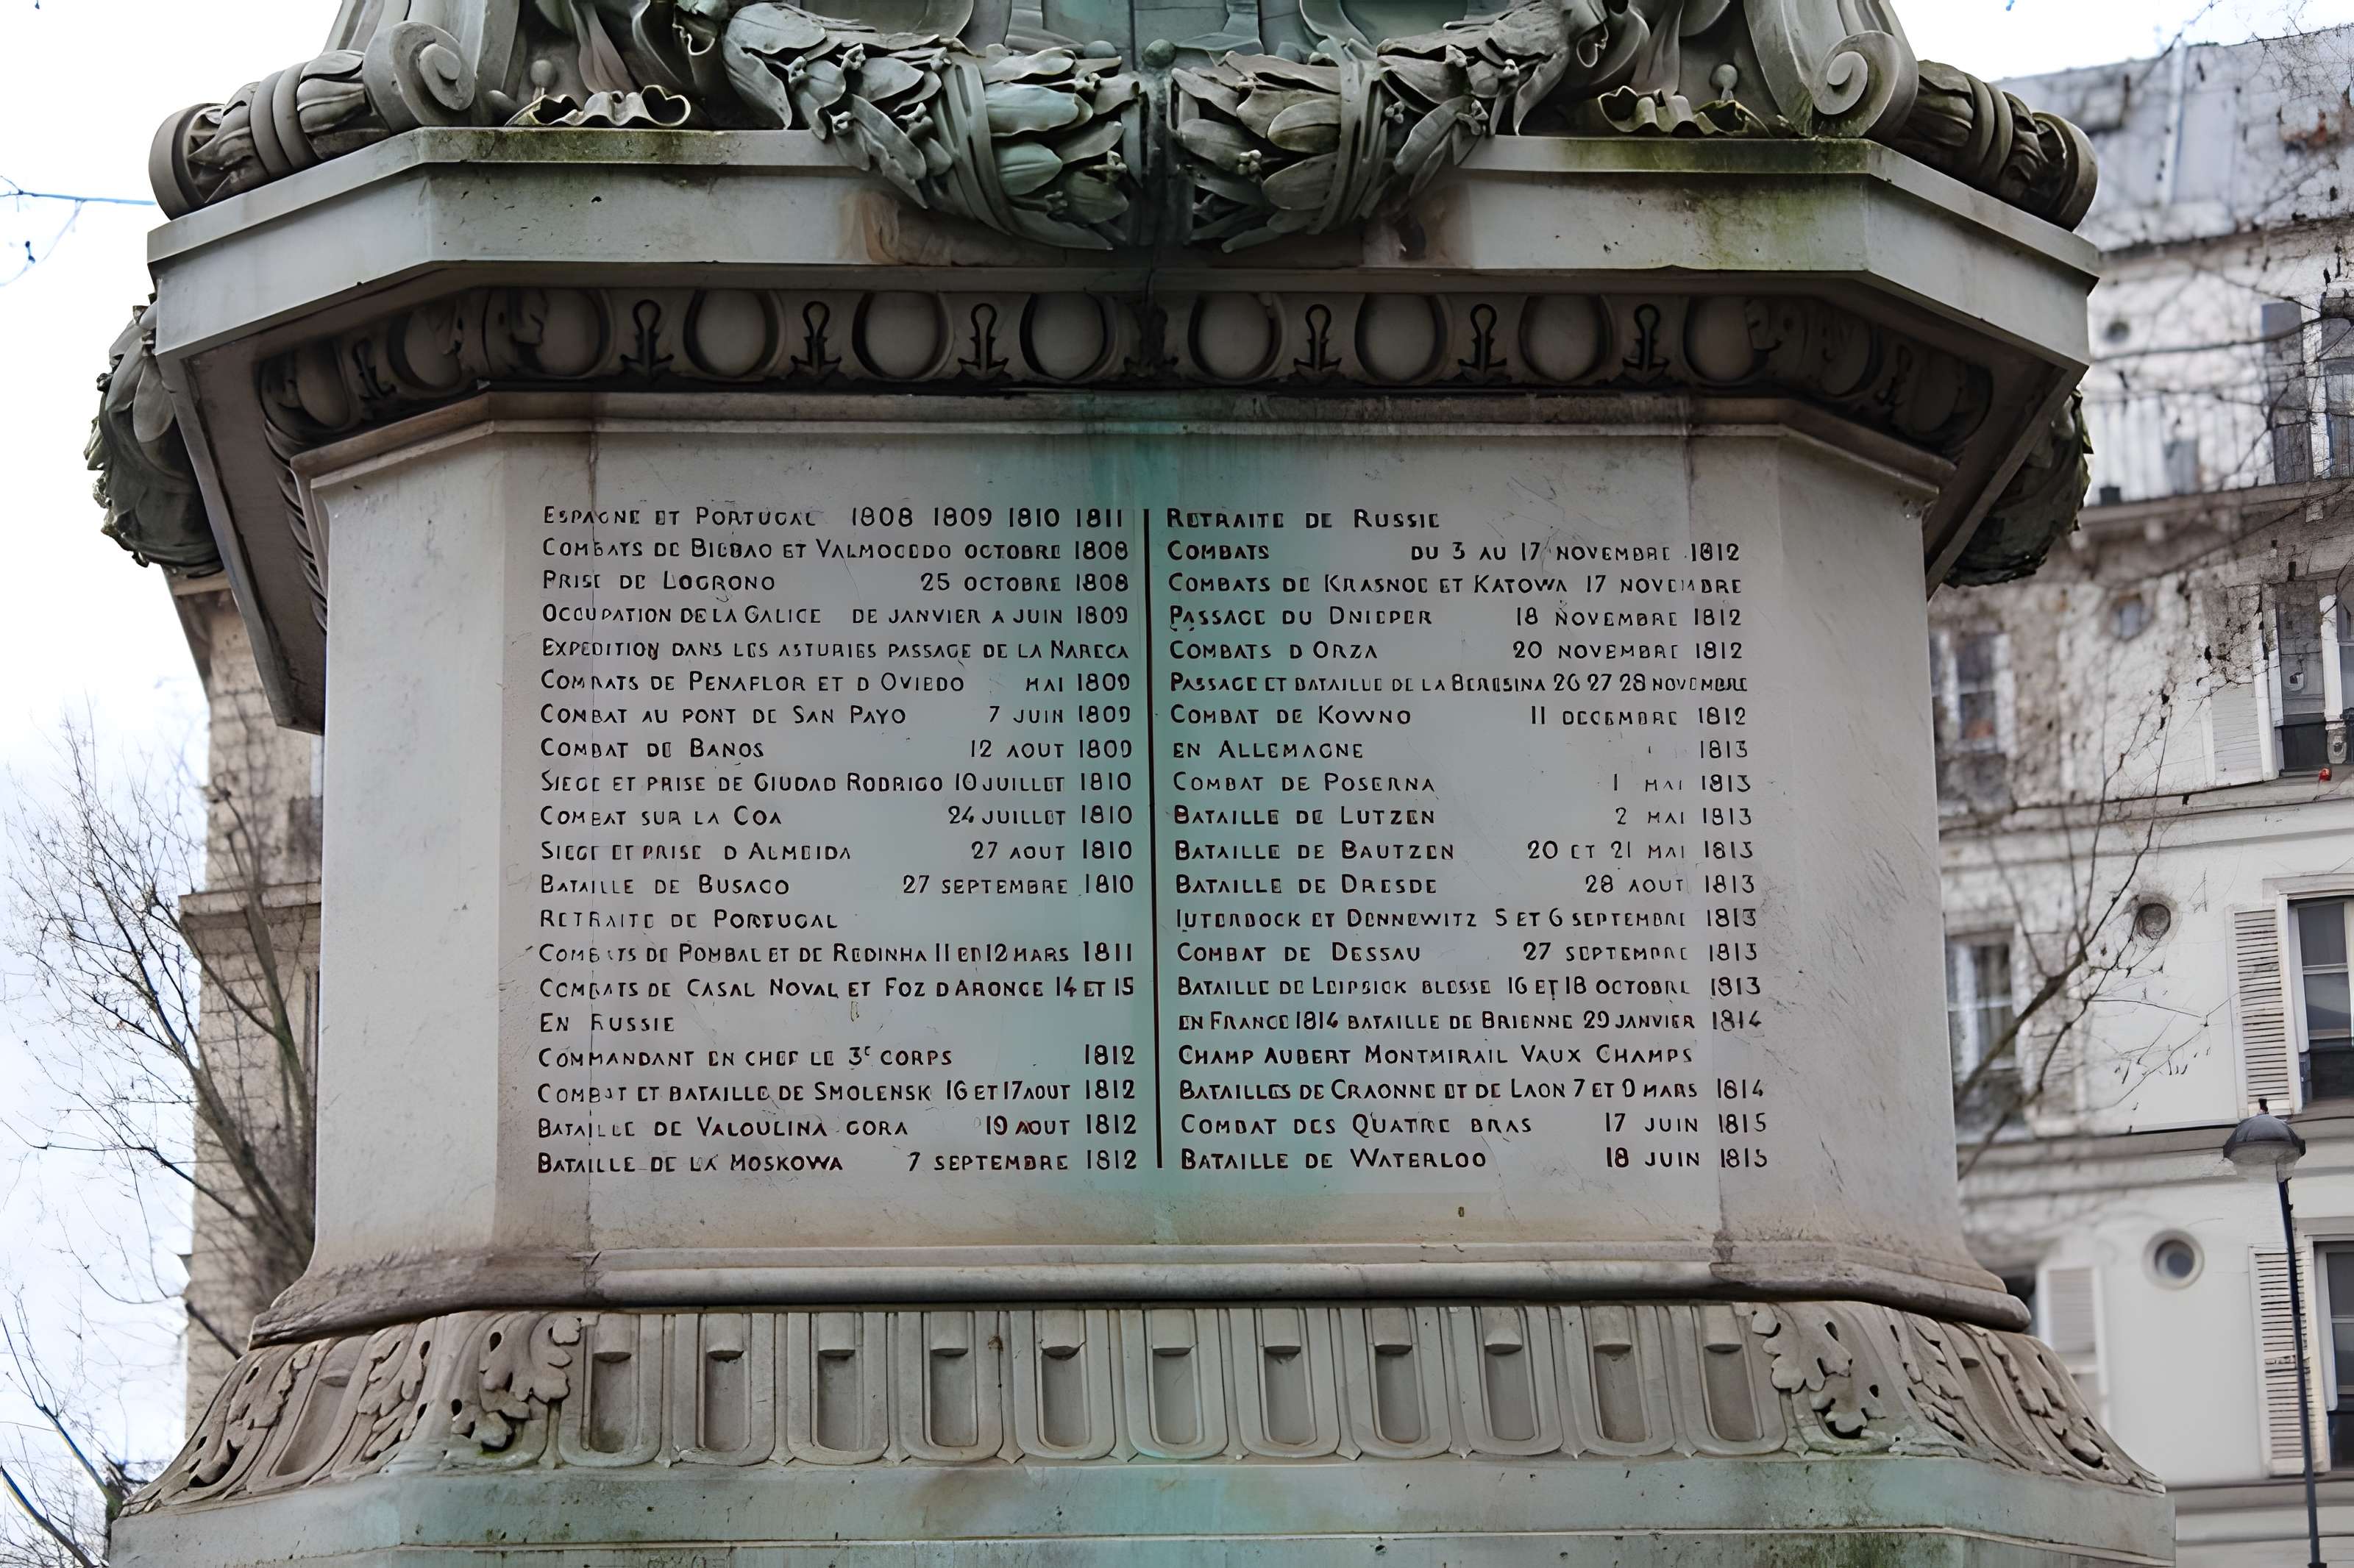 ESPAGNE ET PORTUGAL 1808 1809 1810 1811
COMBATS DE BILBAO ET VALMOCEDO OCTOBRE 1808
PRISE DE LOGRONO 25 OCTOBRE 1808
OCCUPATION DE LA GALICE DE JANVIER A JUIN 1809
EXPEDITION DANS LES ASTURIES PASSAGE DE LA NARECA
COMBATS DE PENAFLOR ET D OVIEDO MAI 1809
COMBAT AU PONT DE SAN PAYO 7 JUIN 1809
COMBAT DE BANOS 12 AOUT 1809
SIEGE ET PRISE DE CIUDAD RODRIGO 10 JUILLET 1810
COMBAT SUR LA COA 24 JUILLET 1810
SIEGE ET PRISE D ALMEIDA 27 AOUT 1810
BATAILLE DE BUSACO 27 SEPTEMBRE 1810
RETRAITE DE PORTUGAL
COMBATS DE POMBAL ET DE REDINHA 11 ET 12 MARS 1811
COMBATS DE CASAL NOVAL ET FOZ D ARONCE 14 ET 15
EN RUSSIE
COMMANDANT EN CHEF LE 3E CORPS 1812
COMBAT ET BATAILLE DE SMOLENSK 16 ET 17 AOUT 1812
BATAILLE DE VALOULINA GORA 19 AOUT 1812
BATAILLE DE LA MOSKOWA 7 SEPTEMBRE 1812
RETRAITE DE RUSSIE
COMBATS DU 3 AU 17 NOVEMBRE 1812
COMBATS DE KRASNOE ET KATOWA 17 NOVEMBRE
PASSAGE DU DNIEPER 18 NOVEMBRE 1812
COMBATS D ORZA 20 NOVEMBRE 1812
PASSAGE ET BATAILLE DE LA BERESINA 26 27 28 NOVEMBRE
COMBAT DE KOWNO 11 DECEMBRE 1812
EN ALLEMAGNE 1813
COMBAT DE POSERNA 1 MAI 1813
BATAILLE DE LUTZEN 2 MAI 1813
BATAILLE DE BAUTZEN 20 ET 21 MAI 1813
BATAILLE DE DRESDE 28 AOUT 1813
IUTERBOCK ET DENNEWITZ 5 ET 6 SEPTEMBRE 1813
COMBAT DE DESSAU 27 SEPTEMBRE 1813
BATAILLE DE LEIPSICK BLESSE 16 ET 18 OCTOBRE 1813
EN FRANCE 1814 BATAILLE DE BRIENNE 29 JANVIER 1814
CHAMP AUBERT MONTMIRAIL VAUX CHAMPS
BATAILLES DE CRAONNE ET DE LAON 7 ET 9 MARS 1814
COMBAT DES QUATRE BRAS 17 JUIN 1815
BATAILLE DE WATERLOO 18 JUIN 1815